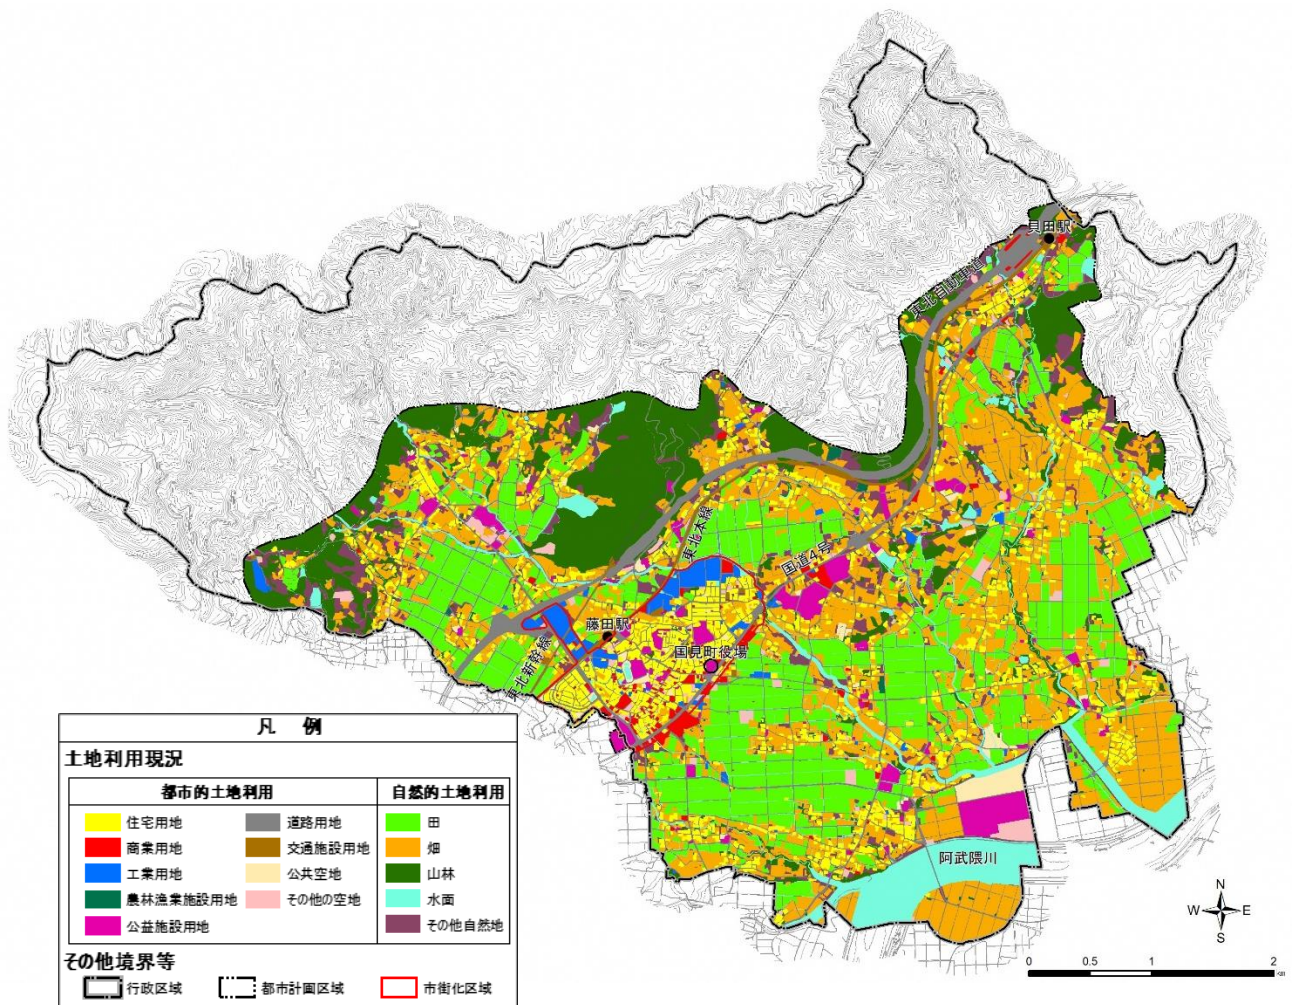 貝田駅
東北自動車道
東北本線
国道4号
藤田駅
国見町役場
東北新幹線
阿武隈川
凡 例
土地利用現況
都市的土地利用 自然的土地利用
住宅用地 道路用地 田
商業用地 交通施設用地 畑
工業用地 公共空地 山林
農林漁業施設用地 その他の空地 水面
公益施設用地 その他自然地
その他境界等
行政区域 都市計画区域 市街化区域
N
W E
S
0 0.5 1 2
km